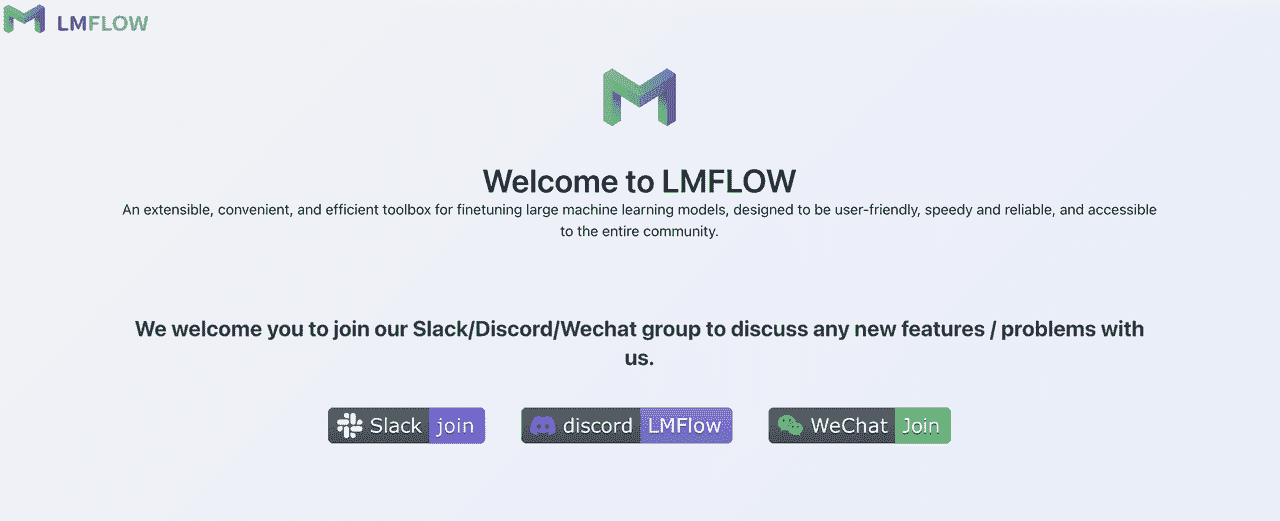 LMFLOW
Welcome to LMFLOW
An extensible, convenient, and efficient toolbox for finetuning large machine learning models, designed to be user-friendly, speedy and reliable, and accessible
to the entire community.
We welcome you to join our Slack/Discord/Wechat group to discuss any new features / problems with
us.
Slack join discord LMFlow WeChat Join